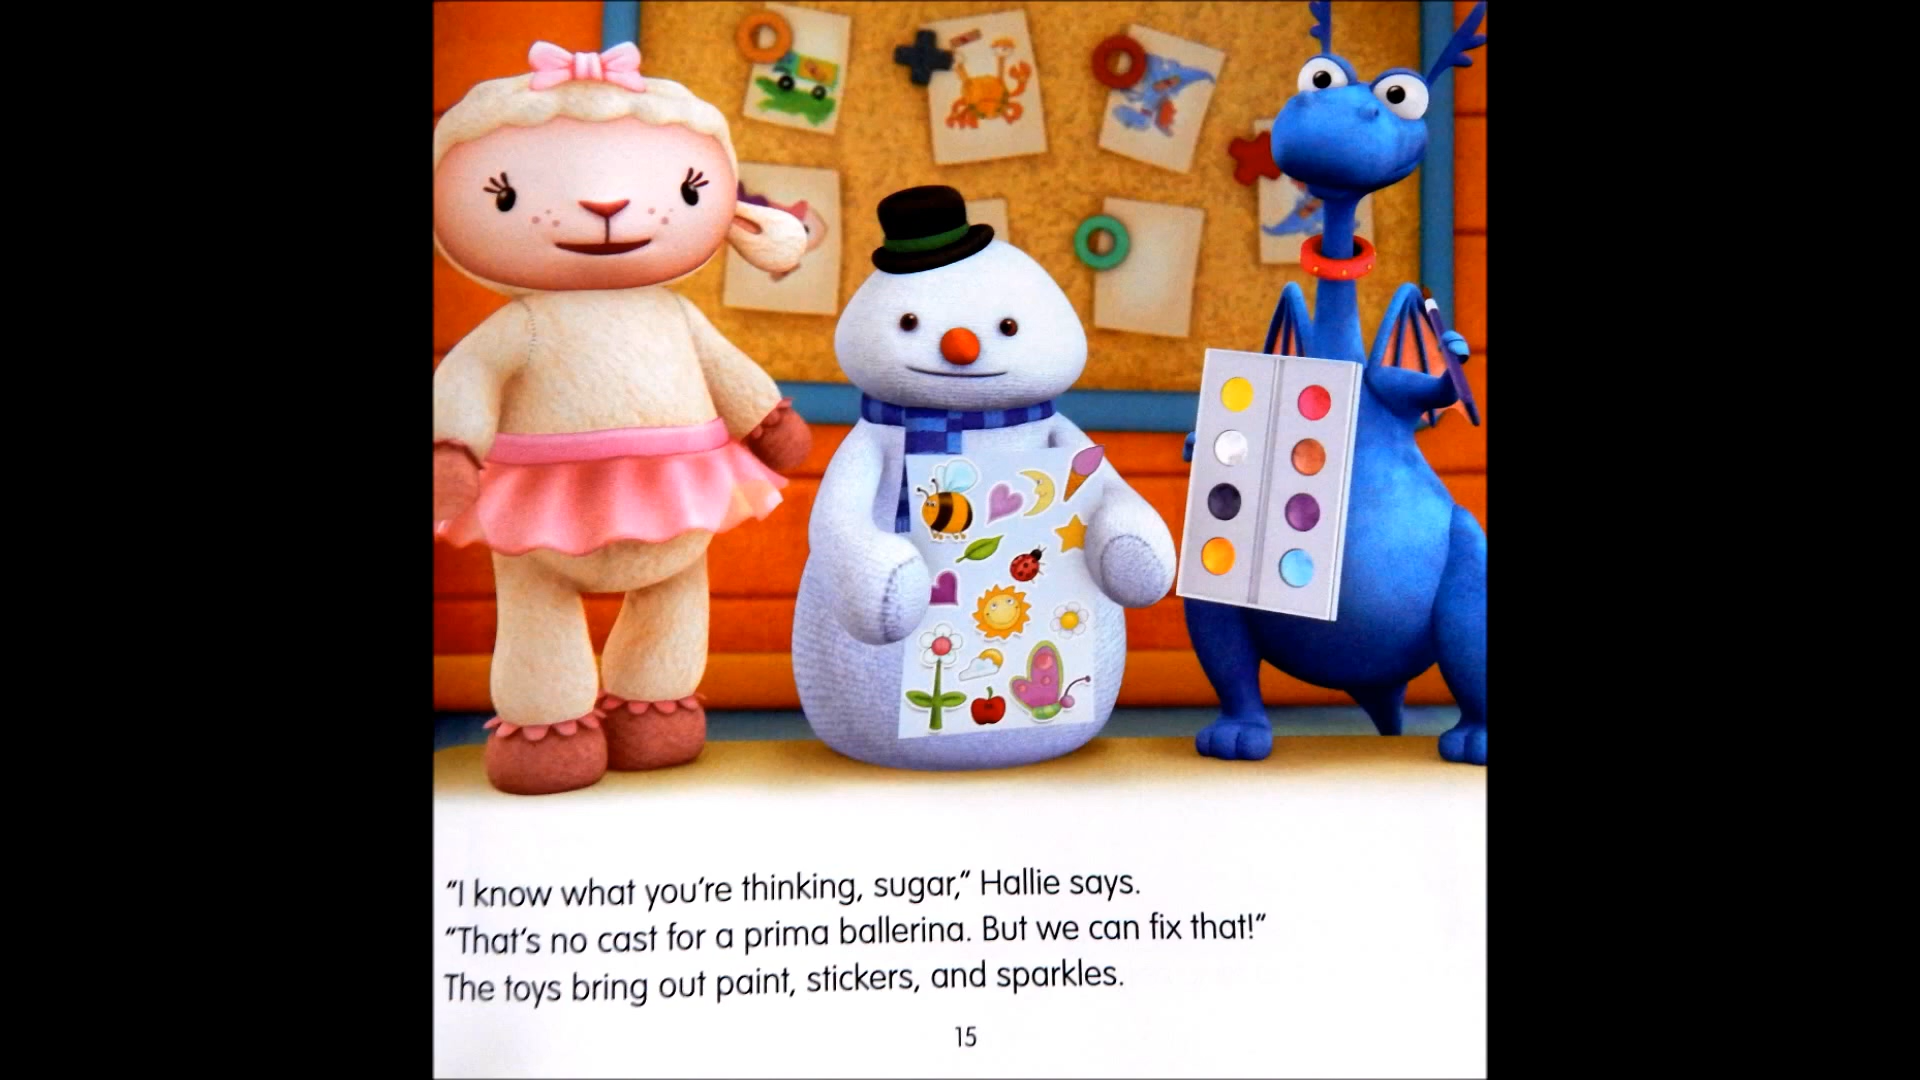 “I know what you’re thinking, sugar,” Hallie says.
“That’s no cast for a prima ballerina. But we can fix that!”
The toys bring out paint, stickers, and sparkles.
15